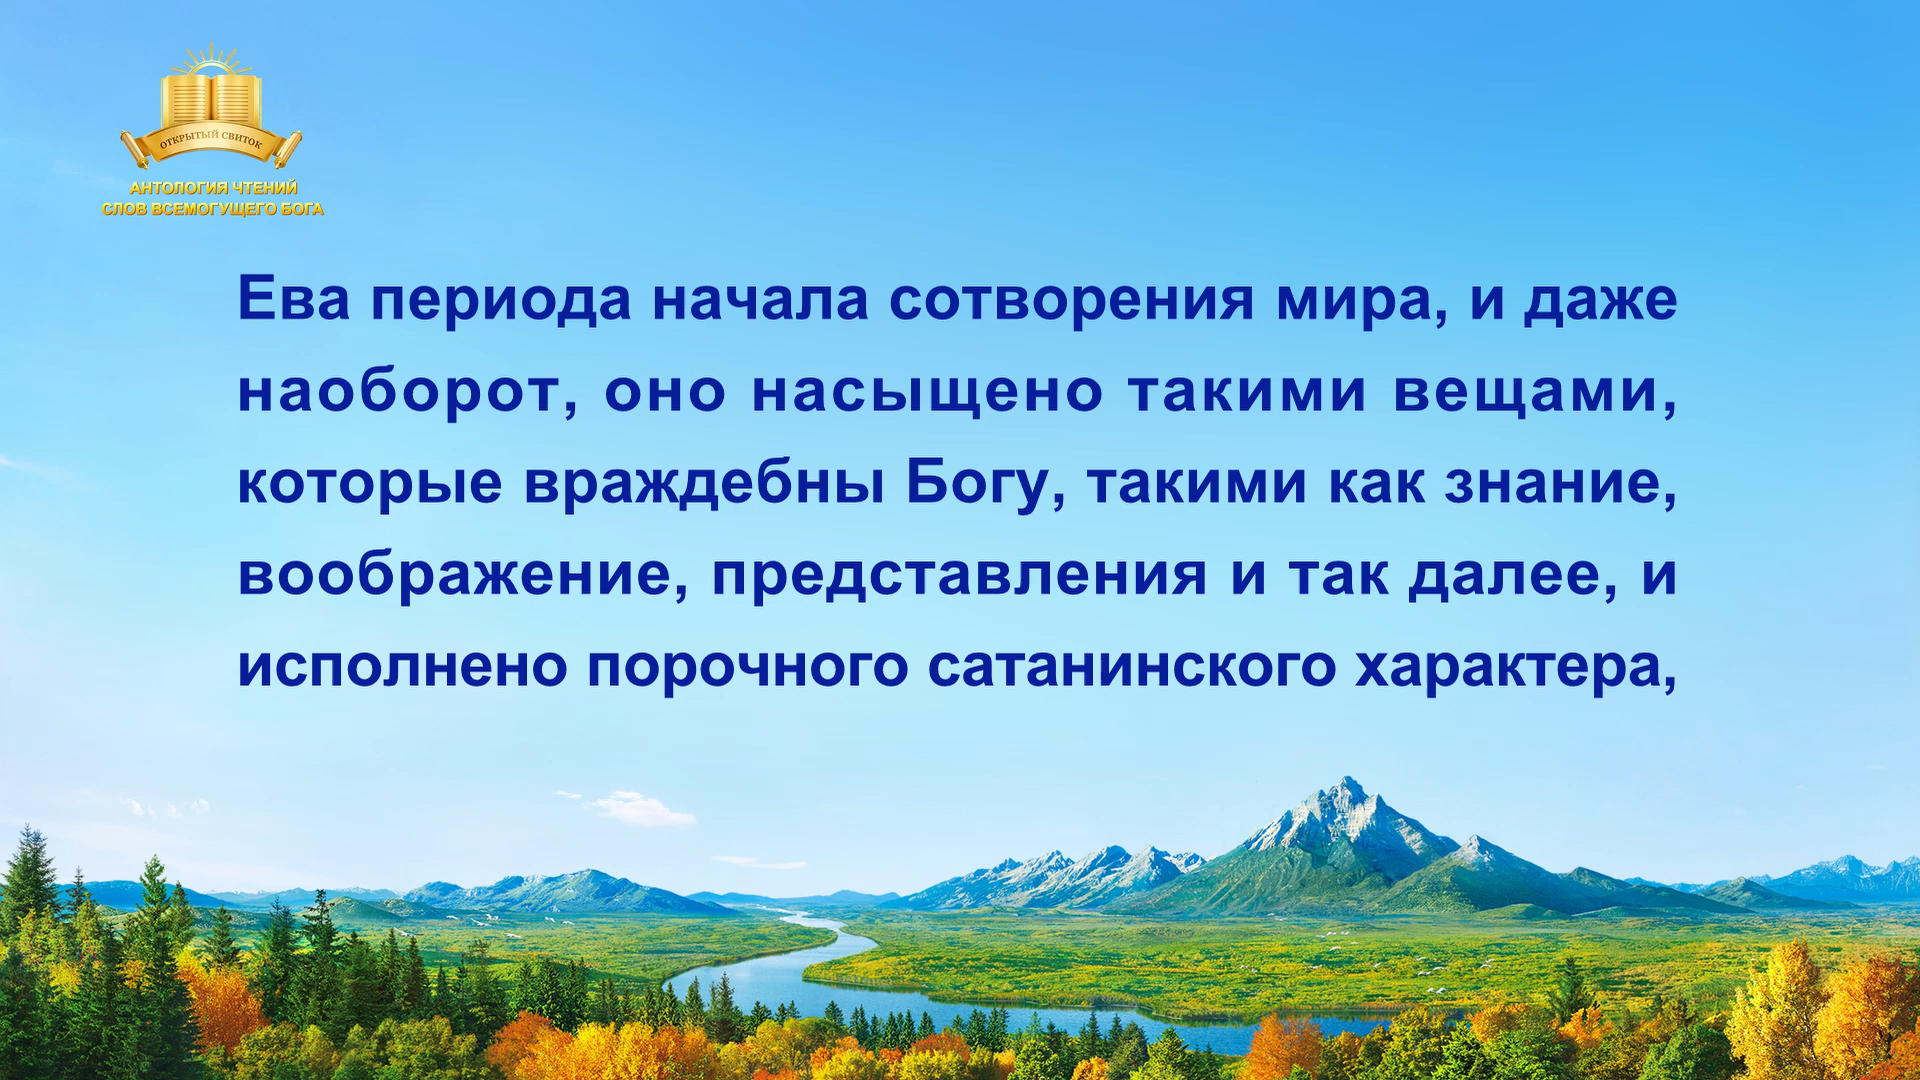 ОТКРЫТЫЙ СВИТОК
АНТОЛОГИЯ ЧТЕНИЙ
СЛОВ ВСЕМОГУЩЕГО БОГА
Ева периода начала сотворения мира, и даже
наоборот, оно насыщено такими вещами,
которые враждебны Богу, такими как знание,
воображение, представления и так далее, и
исполнено порочного сатанинского характера,